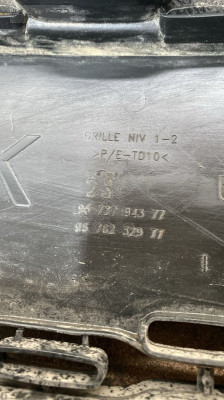 GRILLE NIV 1-2
>P/E-TD10<
96 737 943 77
96 762 329 77